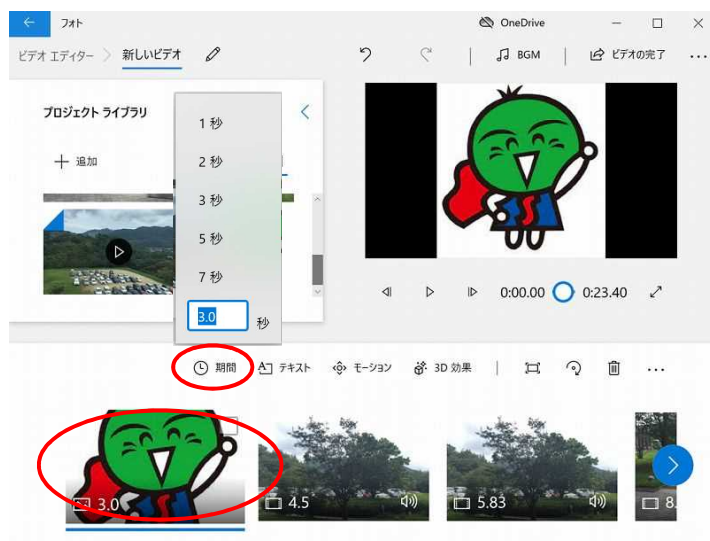 フォト
OneDrive
ビデオ エディター
新しいビデオ
BGM
ビデオの完了
プロジェクト ライブラリ
追加
1 秒
2 秒
3 秒
5 秒
7 秒
3.0 秒
0:00.00
0:23.40
期間
テキスト
モーション
3D 効果
3.0
4.5
5.83
8.